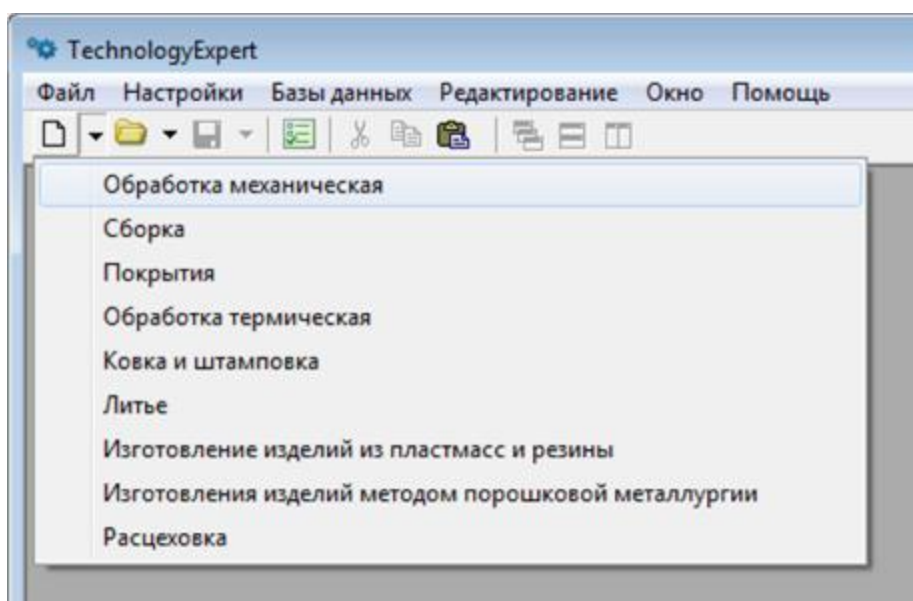 TechnologyExpert
Файл Настройки Базы данных Редактирование Окно Помощь
Обработка механическая
Сборка
Покрытия
Обработка термическая
Ковка и штамповка
Литье
Изготовление изделий из пластмасс и резины
Изготовления изделий методом порошковой металлургии
Расцеховка